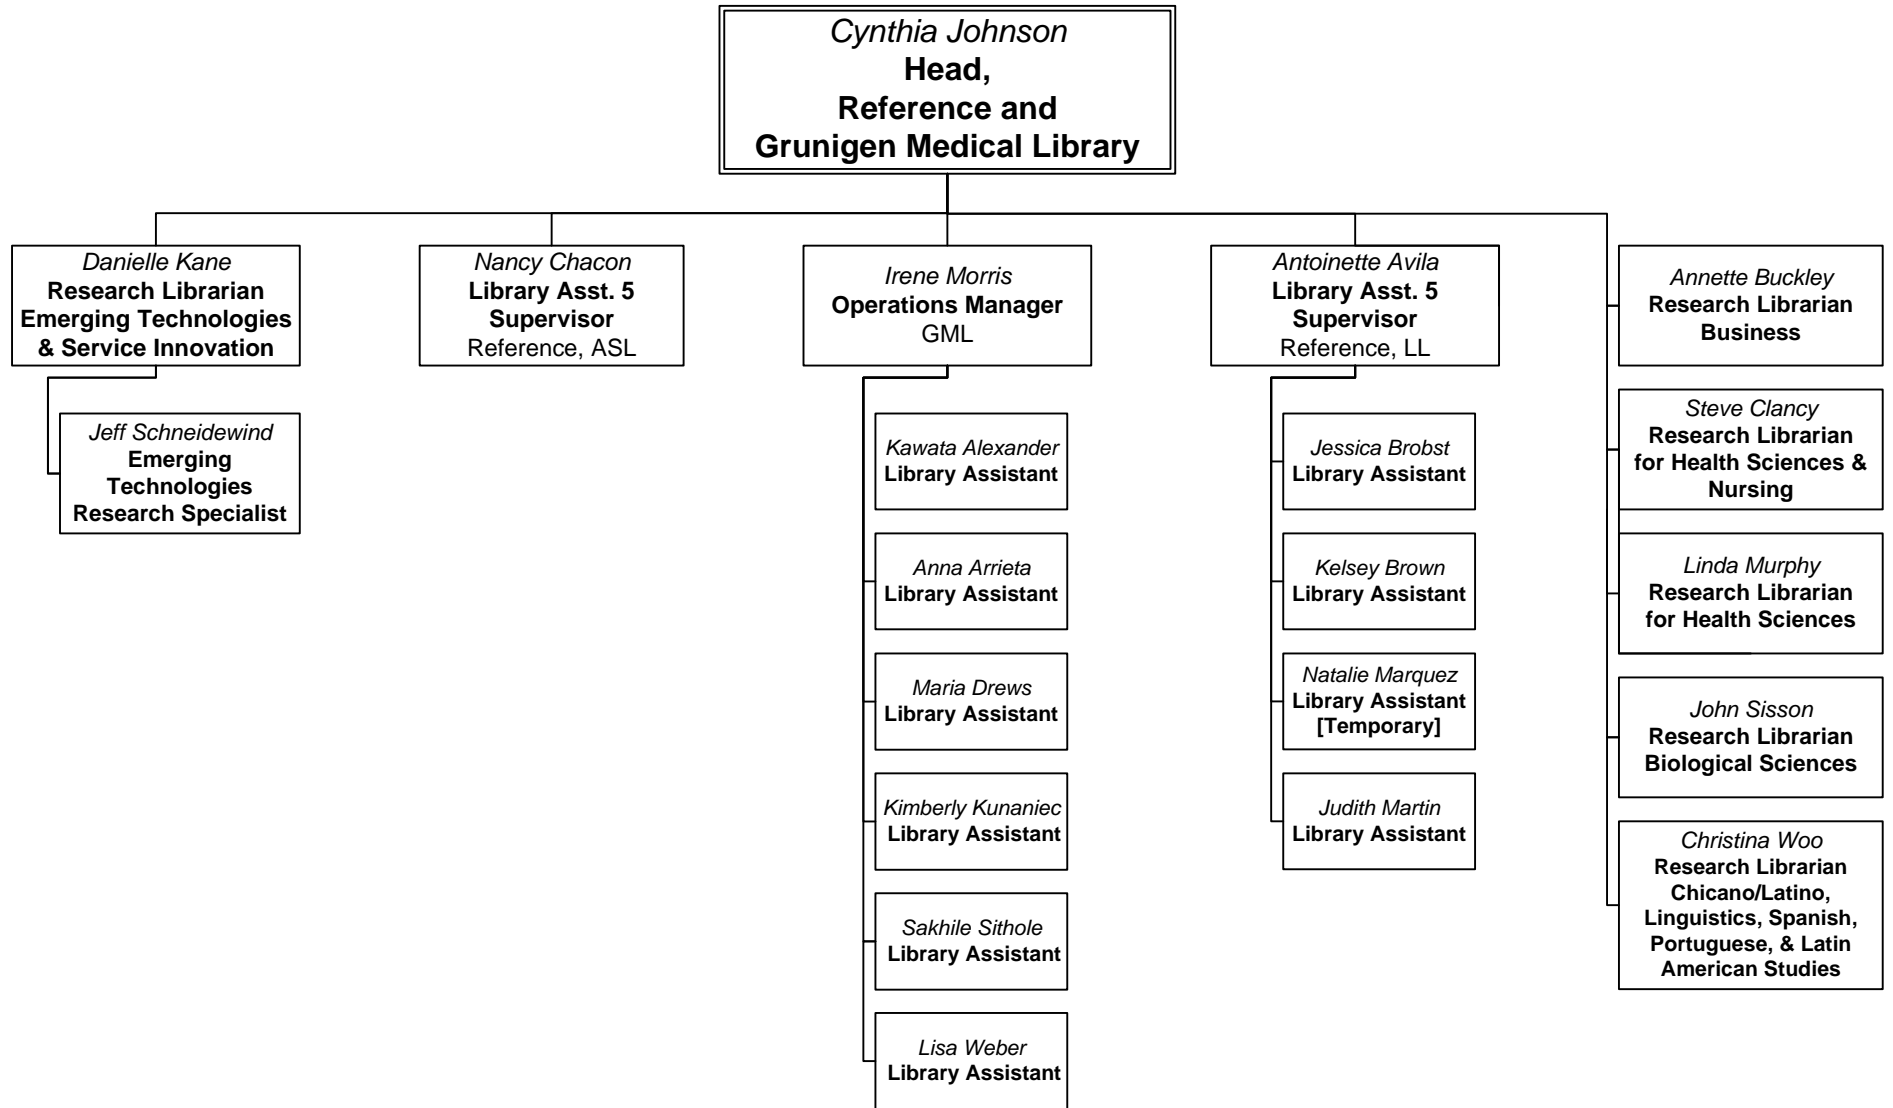 Cynthia Johnson
Head,
Reference and
Grunigen Medical Library
Danielle Kane
Research Librarian
Emerging Technologies
& Service Innovation
Jeff Schneidewind
Emerging
Technologies
Research Specialist
Nancy Chacon
Library Asst. 5
Supervisor
Reference, ASL
Irene Morris
Operations Manager
GML
Kawata Alexander
Library Assistant
Anna Arrieta
Library Assistant
Maria Drews
Library Assistant
Kimberly Kunaniec
Library Assistant
Sakhile Sithole
Library Assistant
Lisa Weber
Library Assistant
Antoinette Avila
Library Asst. 5
Supervisor
Reference, LL
Jessica Brobst
Library Assistant
Kelsey Brown
Library Assistant
Natalie Marquez
Library Assistant
[Temporary]
Judith Martin
Library Assistant
Annette Buckley
Research Librarian
Business
Steve Clancy
Research Librarian
for Health Sciences &
Nursing
Linda Murphy
Research Librarian
for Health Sciences
John Sisson
Research Librarian
Biological Sciences
Christina Woo
Research Librarian
Chicano/Latino,
Linguistics, Spanish,
Portuguese, & Latin
American Studies